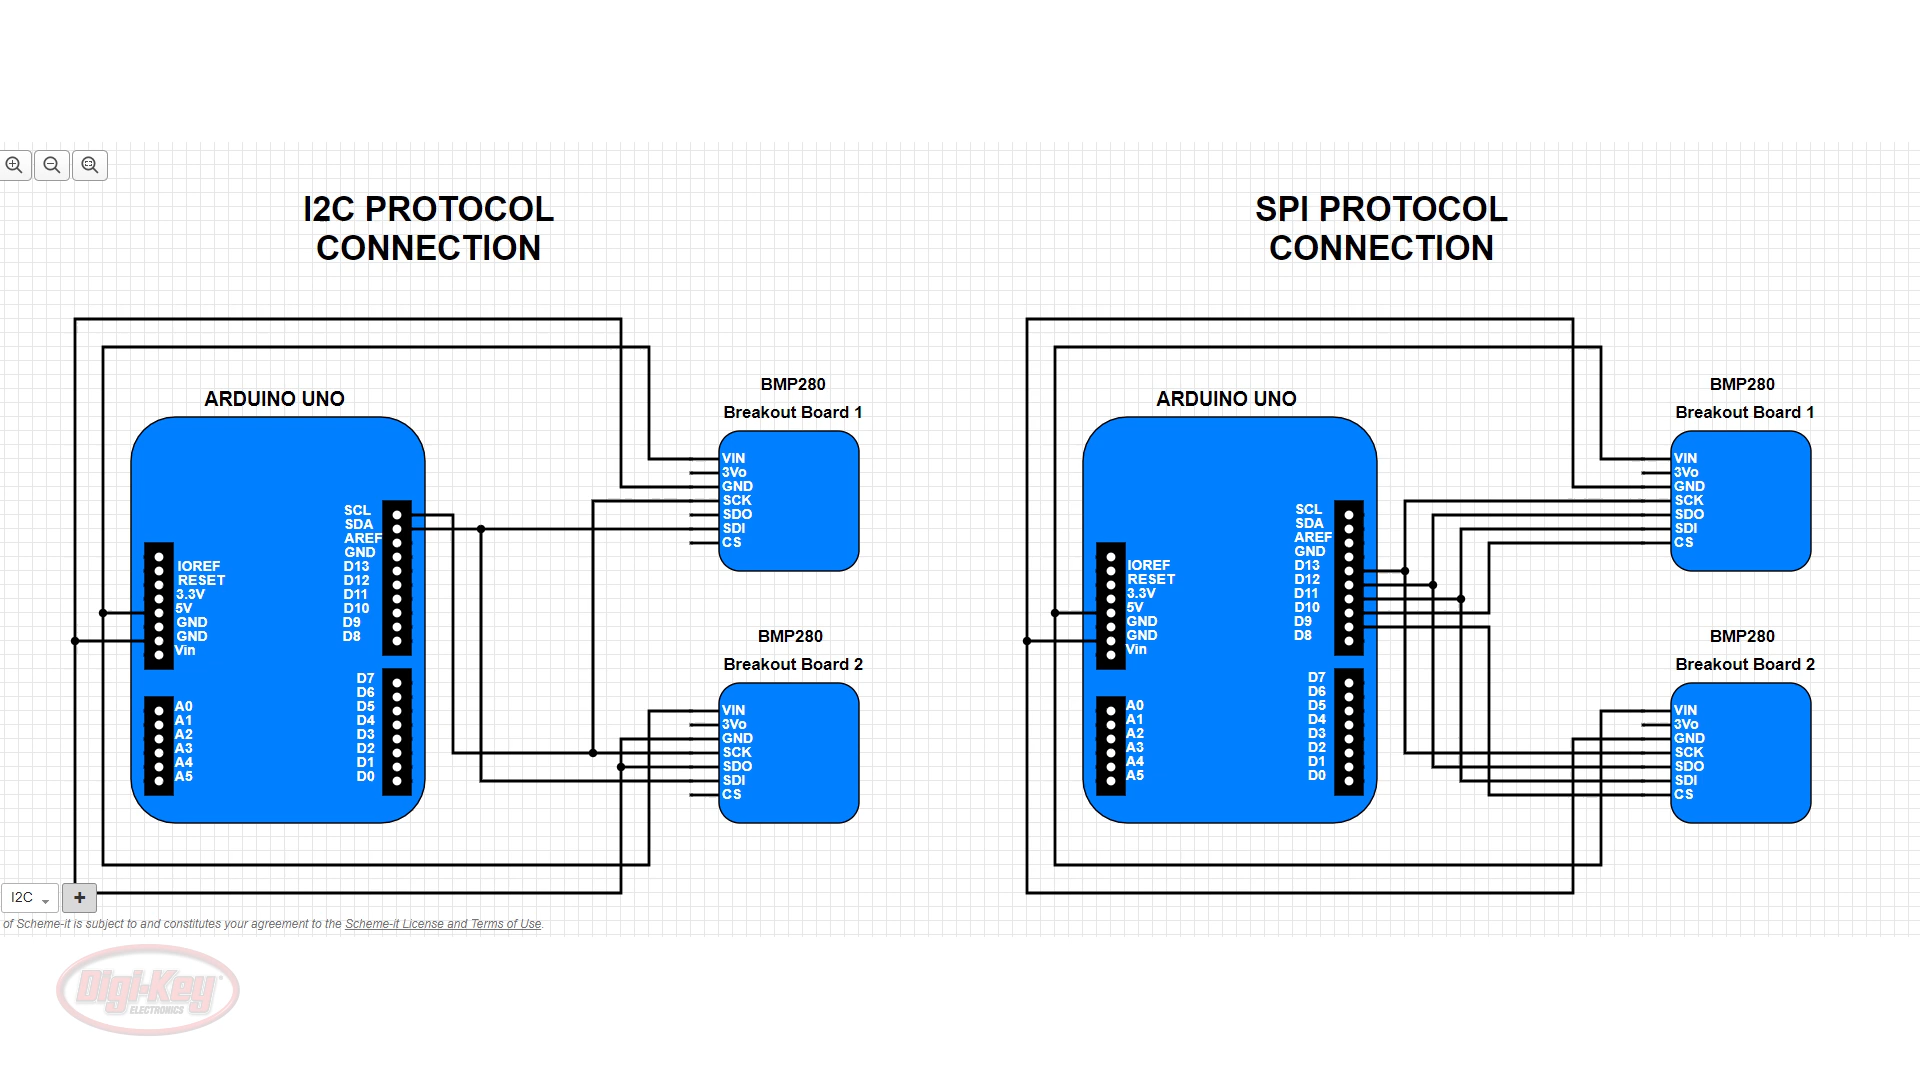 I2C PROTOCOL
CONNECTION
ARDUINO UNO
SCL
SDA
AREF
GND
D13
D12
D11
D10
D9
D8
IOREF
RESET
3.3V
5V
GND
GND
Vin
D7
D6
D5
D4
D3
D2
D1
D0
A0
A1
A2
A3
A4
A5
BMP280
Breakout Board 1
VIN
3Vo
GND
SCK
SDO
SDI
CS
BMP280
Breakout Board 2
VIN
3Vo
GND
SCK
SDO
SDI
CS
SPI PROTOCOL
CONNECTION
ARDUINO UNO
SCL
SDA
AREF
GND
D13
D12
D11
D10
D9
D8
IOREF
RESET
3.3V
5V
GND
GND
Vin
D7
D6
D5
D4
D3
D2
D1
D0
A0
A1
A2
A3
A4
A5
BMP280
Breakout Board 1
VIN
3Vo
GND
SCK
SDO
SDI
CS
BMP280
Breakout Board 2
VIN
3Vo
GND
SCK
SDO
SDI
CS
I2C
+
of Scheme-it is subject to and constitutes your agreement to the Scheme-it License and Terms of Use.
Digi-Key
ELECTRONICS